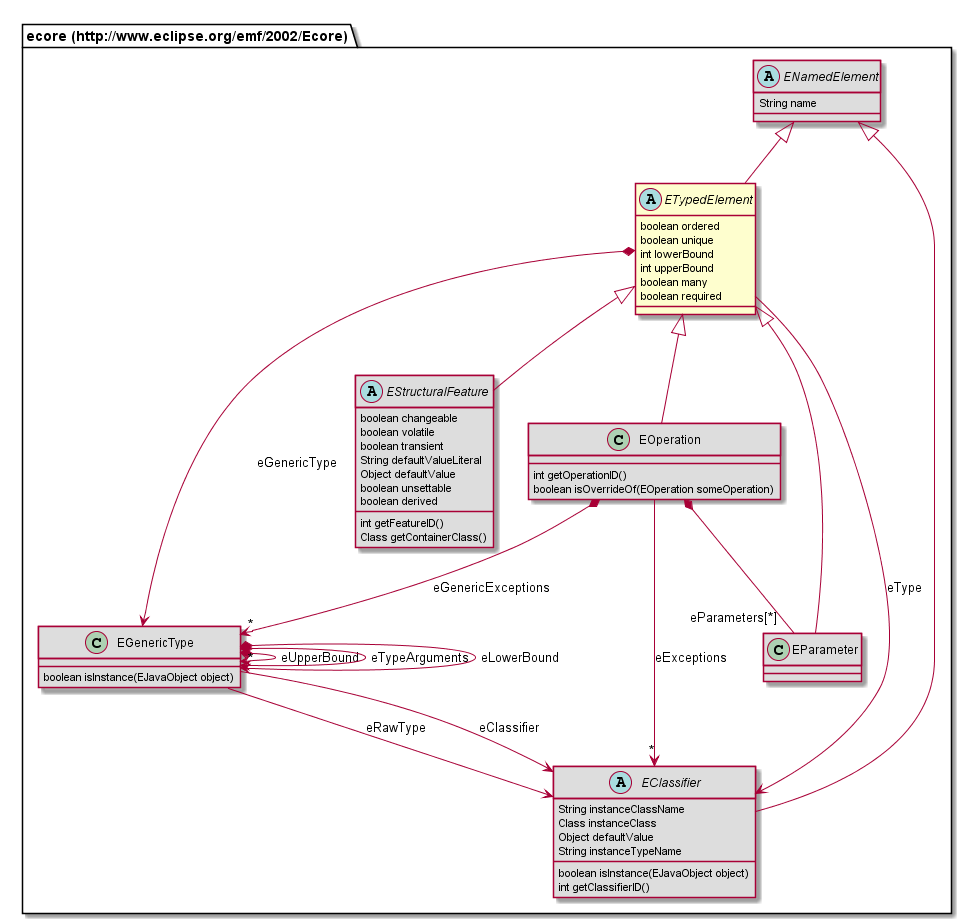 ecore (http://www.eclipse.org/emf/2002/Ecore)
A ENamedElement
String name
A ETypedElement
boolean ordered
boolean unique
int lowerBound
int upperBound
boolean many
boolean required
A EStructuralFeature
boolean changeable
boolean volatile
boolean transient
String defaultValueLiteral
Object defaultValue
boolean unsettable
boolean derived
int getFeatureID()
Class getContainerClass()
C EOperation
int getOperationID()
boolean isOverrideOf(EOperation someOperation)
eGenericType
eGenericExceptions
*
eType
eParameters[*]
eExceptions
*
C EGenericType
boolean isInstance(EJavaObject object)
eUpperBound
eTypeArguments
*
eLowerBound
C EParameter
eRawType
eClassifier
A EClassifier
String instanceClassName
Class instanceClass
Object defaultValue
String instanceTypeName
boolean isInstance(EJavaObject object)
int getClassifierID()